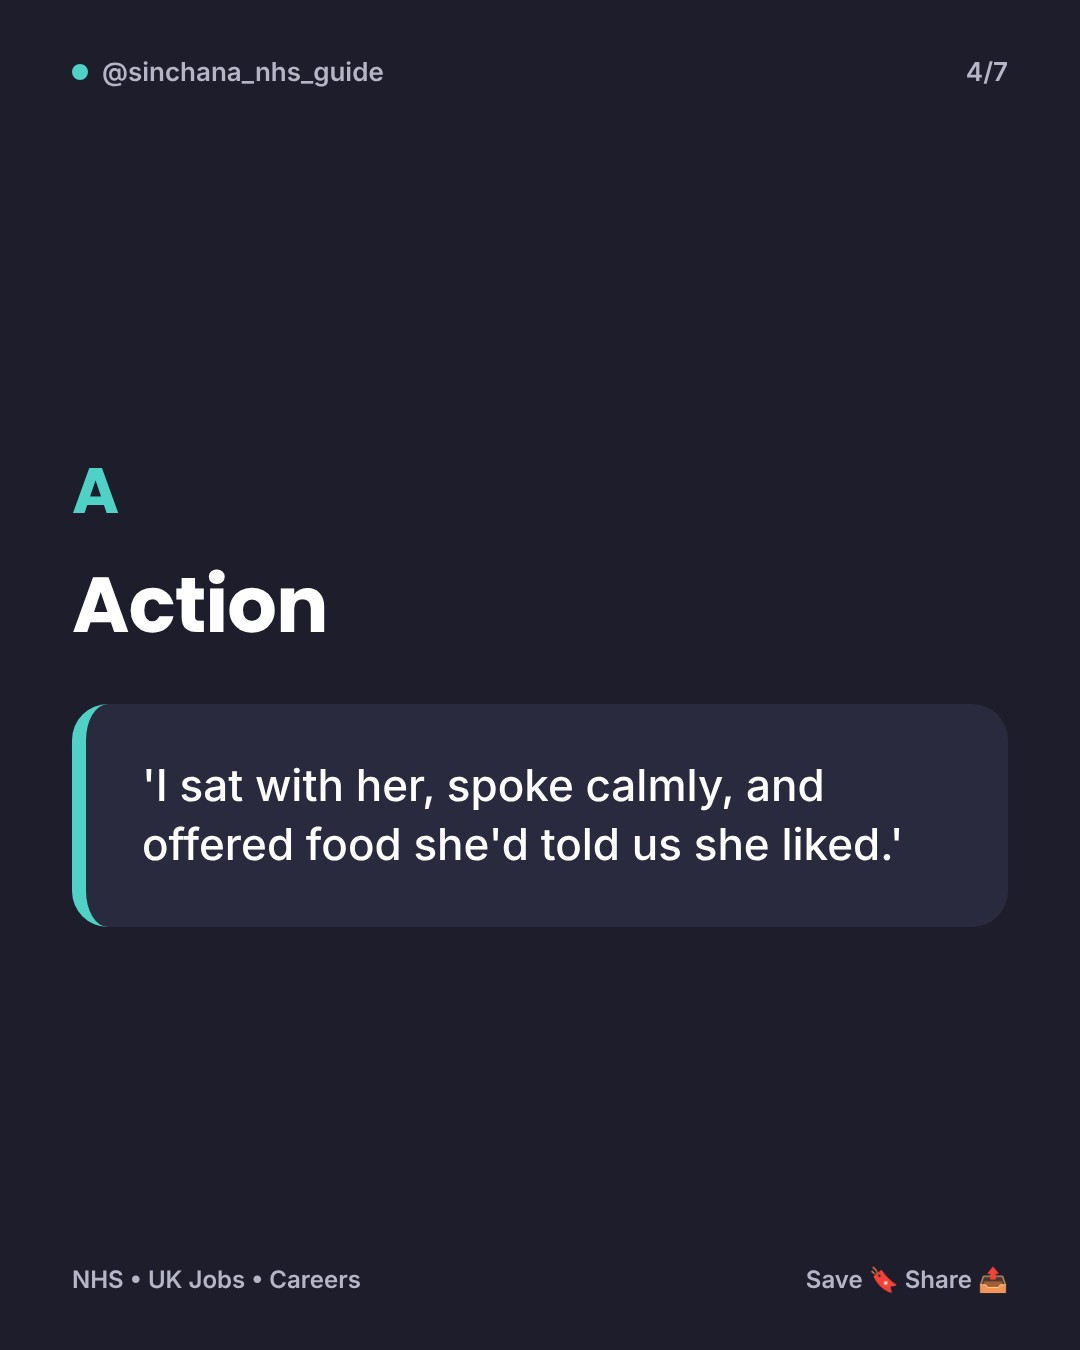 @sinchana_nhs_guide
4/7
A
Action
'I sat with her, spoke calmly, and
offered food she'd told us she liked.'
NHS • UK Jobs • Careers
Save 🔖 Share 📤